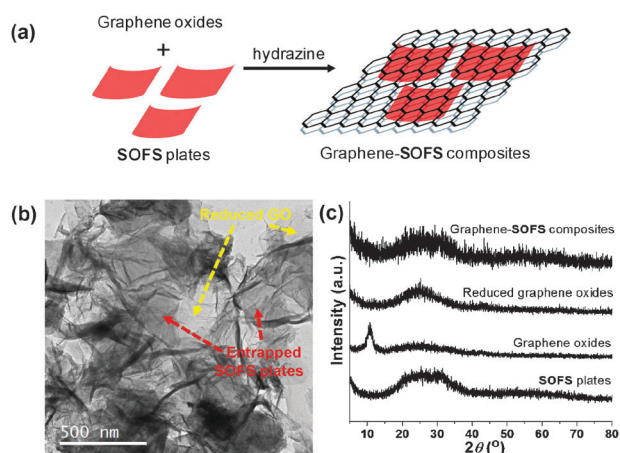 (a)
Graphene oxides
+
hydrazine
SOFS plates
Graphene-SOFS composites
(b)
Reduced GO
Entrapped
SOFS plates
500 nm
(c)
Intensity (a.u.)
Graphene-SOFS composites
Reduced graphene oxides
Graphene oxides
SOFS plates
10 20 30 40 50 60 70 80
2θ (º)